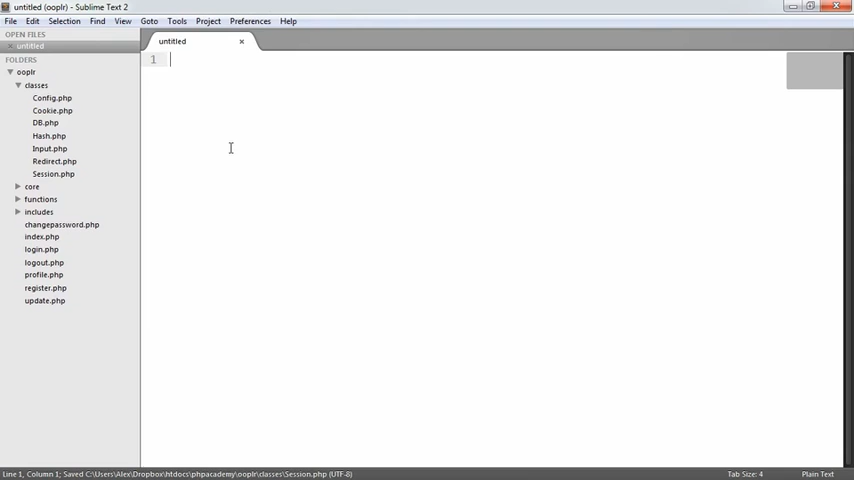 untitled (ooplr) - Sublime Text 2
File Edit Selection Find View Goto Tools Project Preferences Help
OPEN FILES
× untitled
FOLDERS
ooplr
classes
Config.php
Cookie.php
DB.php
Hash.php
Input.php
Redirect.php
Session.php
core
functions
includes
changepassword.php
index.php
login.php
logout.php
profile.php
register.php
update.php
untitled ×
1
Line 1, Column 1; Saved C:\Users\Alex\Dropbox\htdocs\phpacademy\ooplr\classes\Session.php (UTF-8)
Tab Size: 4
Plain Text